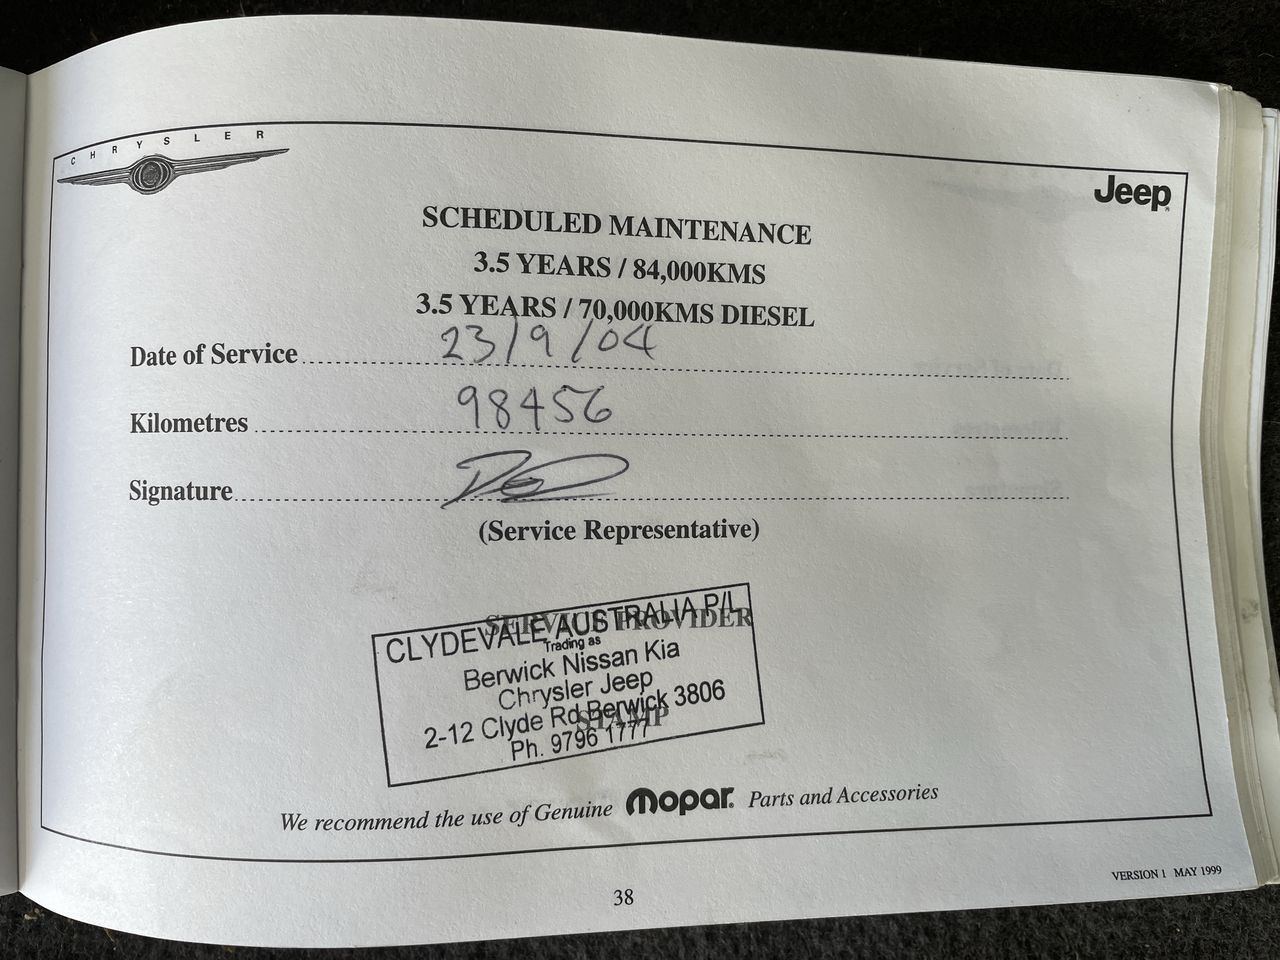 CHRYSLER
Jeep
SCHEDULED MAINTENANCE
3.5 YEARS / 84,000KMS
3.5 YEARS / 70,000KMS DIESEL
Date of Service 23/9/04
Kilometres 98456
Signature
(Service Representative)
SERVICE PROVIDER
STAMP
CLYDEVALE AUSTRALIA P/L
Trading as
Berwick Nissan Kia
Chrysler Jeep
2-12 Clyde Rd Berwick 3806
Ph. 9796 1777
We recommend the use of Genuine Mopar Parts and Accessories
VERSION 1 MAY 1999
38